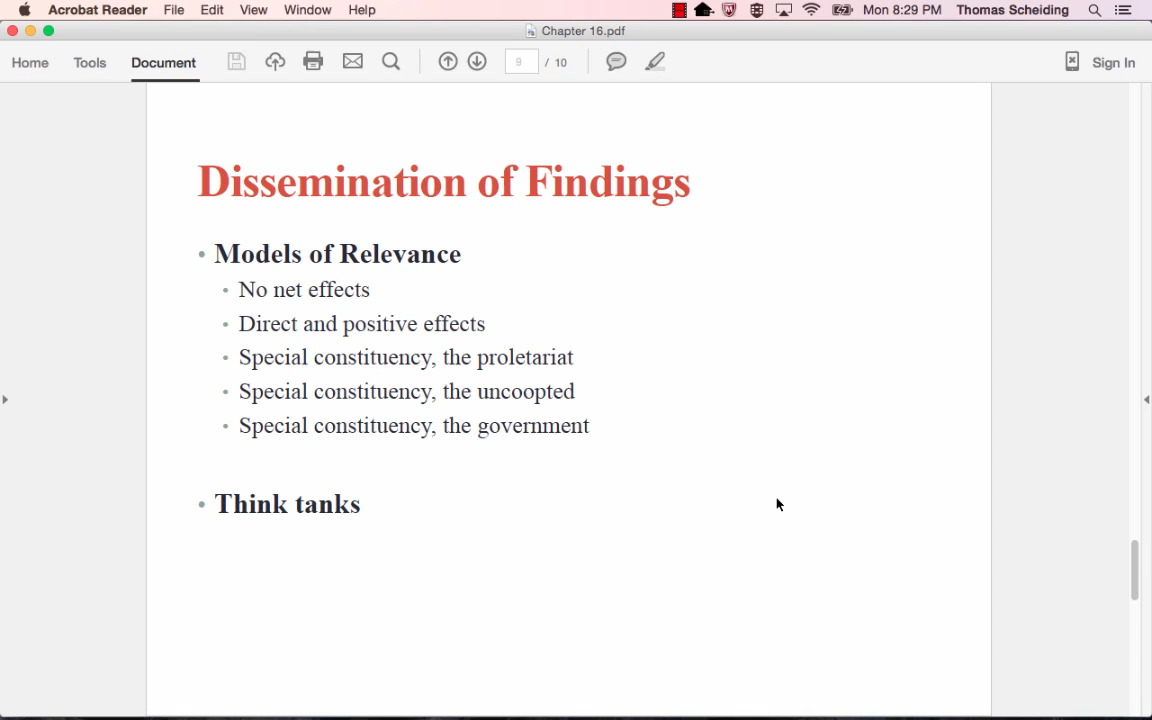 Acrobat Reader File Edit View Window Help Mon 8:29 PM Thomas Scheiding
Chapter 16.pdf
Home Tools Document 9 / 10 Sign In
Dissemination of Findings
• Models of Relevance
• No net effects
• Direct and positive effects
• Special constituency, the proletariat
• Special constituency, the uncoopted
• Special constituency, the government
• Think tanks